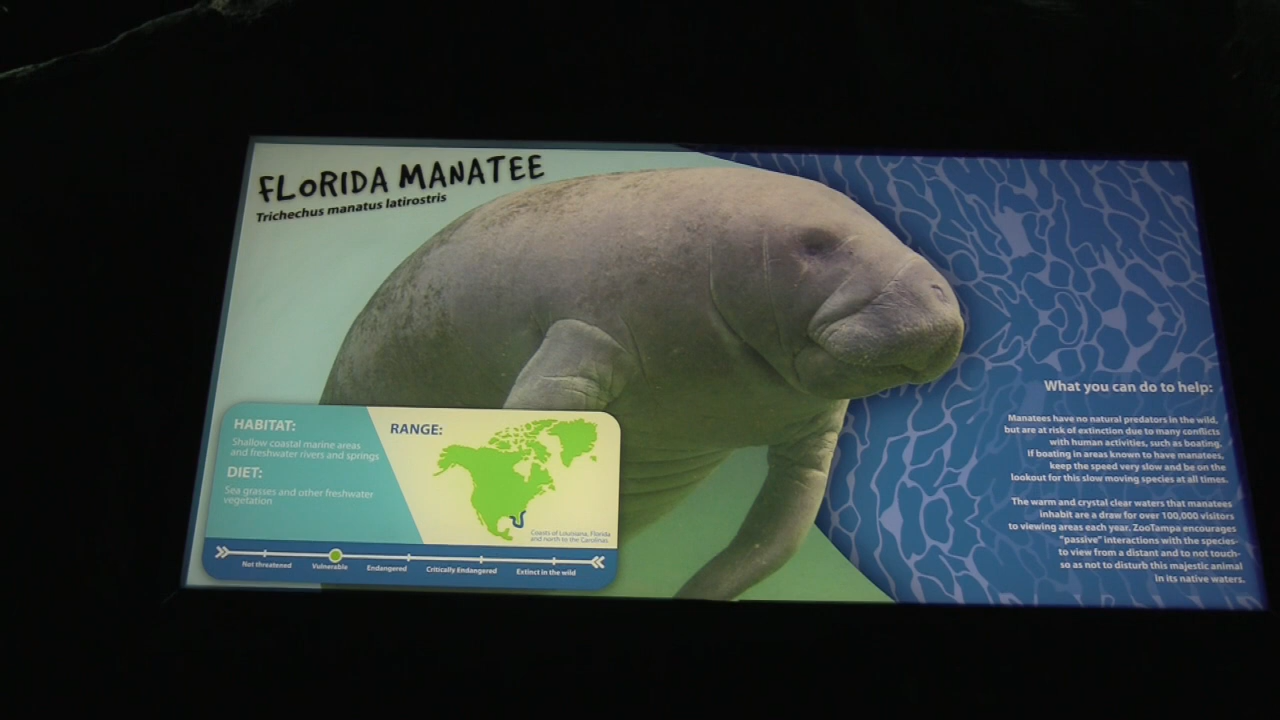 FLORIDA MANATEE
Trichechus manatus latirostris
HABITAT:
Shallow coastal marine areas
and freshwater rivers and springs
DIET:
Sea grasses and other freshwater
vegetation
RANGE:
Coasts of Louisiana, Florida
and north to the Carolinas.
Not threatened
Vulnerable
Endangered
Critically Endangered
Extinct in the wild
What you can do to help:
Manatees have no natural predators in the wild,
but are at risk of extinction due to many conflicts
with human activities, such as boating.
If boating in areas known to have manatees,
keep the speed very slow and be on the
lookout for this slow moving species at all times.
The warm and crystal clear waters that manatees
inhabit are a draw for over 100,000 visitors
to viewing areas each year. ZooTampa encourages
"passive" interactions with the species-
to view from a distant and to not touch-
so as not to disturb this majestic animal
in its native waters.